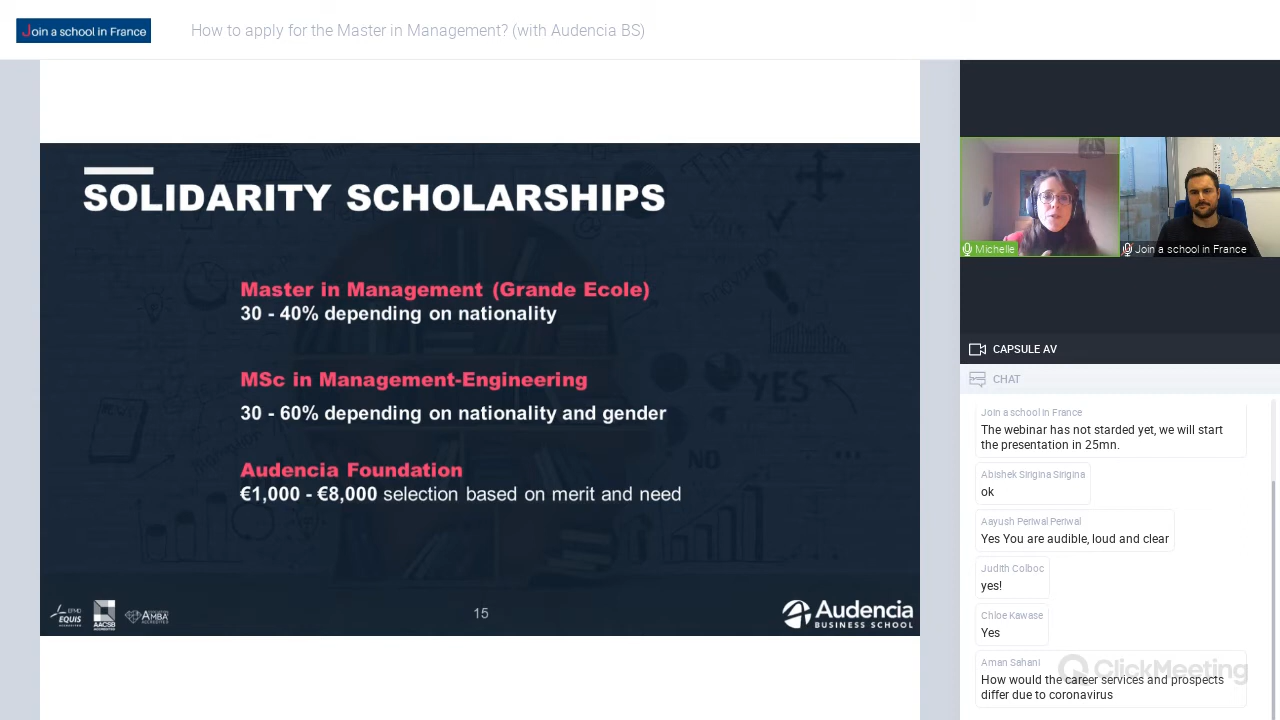 Join a school in France
How to apply for the Master in Management? (with Audencia BS)
SOLIDARITY SCHOLARSHIPS
Master in Management (Grande Ecole)
30 - 40% depending on nationality
MSc in Management-Engineering
30 - 60% depending on nationality and gender
Audencia Foundation
€1,000 - €8,000 selection based on merit and need
YES
NO
Work
EFMD
EQUIS
AACSB
ACCREDITED
AMBA
15
Audencia
BUSINESS SCHOOL
Michelle
Join a school in France
CAPSULE AV
CHAT
Join a school in France
The webinar has not starded yet, we will start
the presentation in 25mn.
Abishek Sirigina Sirigina
ok
Aayush Periwal Periwal
Yes You are audible, loud and clear
Judith Colboc
yes!
Chloe Kawase
Yes
Aman Sahani
How would the career services and prospects
differ due to coronavirus
ClickMeeting